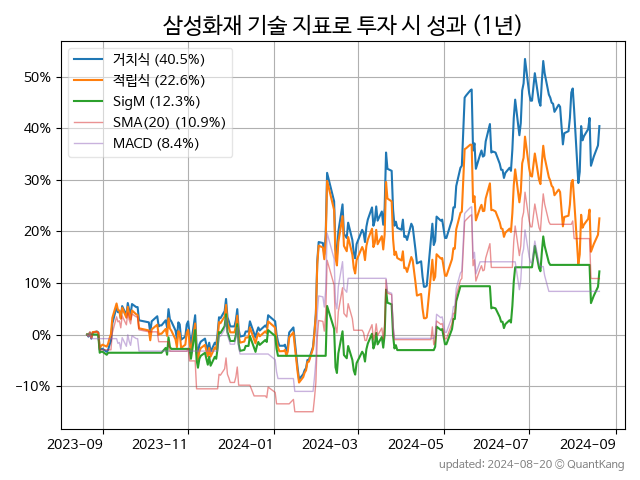 삼성화재 기술 지표로 투자 시 성과 (1년)
거치식 (40.5%)
적립식 (22.6%)
SigM (12.3%)
SMA(20) (10.9%)
MACD (8.4%)
50%
40%
30%
20%
10%
0%
−10%
2023-09 2023-11 2024-01 2024-03 2024-05 2024-07 2024-09
updated: 2024-08-20 © QuantKang